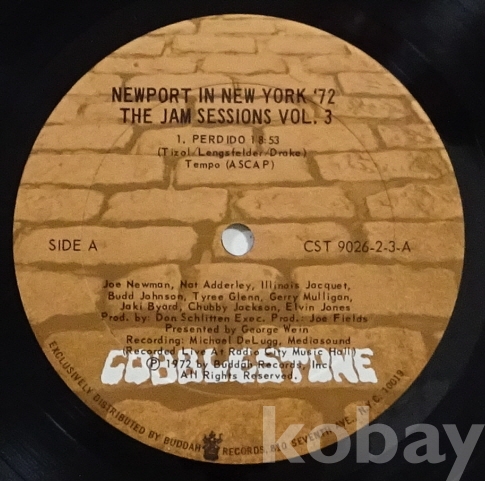 NEWPORT IN NEW YORK '72
THE JAM SESSIONS VOL. 3
1. PERDIDO 18:53
(Tizol/Lengsfelder/Drake)
Tempo (ASCAP)
SIDE A
CST 9026-2-3-A
Joe Newman, Nat Adderley, Illinois Jacquet,
Budd Johnson, Tyree Glenn, Gerry Mulligan,
Jaki Byard, Chubby Jackson, Elvin Jones
Prod. by: Don Schlitten Exec. Prod.: Joe Fields
Presented by George Wein
Recording: Michael DeLugg, Mediasound
(Recorded Live At Radio City Music Hall)
Ⓟ 1972 by Buddah Records, Inc.
All Rights Reserved.
COBBLESTONE
EXCLUSIVELY DISTRIBUTED BY BUDDAH RECORDS, 810 SEVENTH AVE., N.Y.C. 10019
kobay